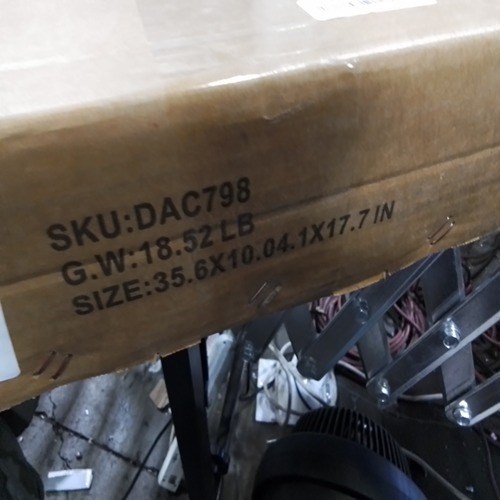 SKU:DAC798
G.W:18.52 LB
SIZE:35.6X10.04.1X17.7 IN